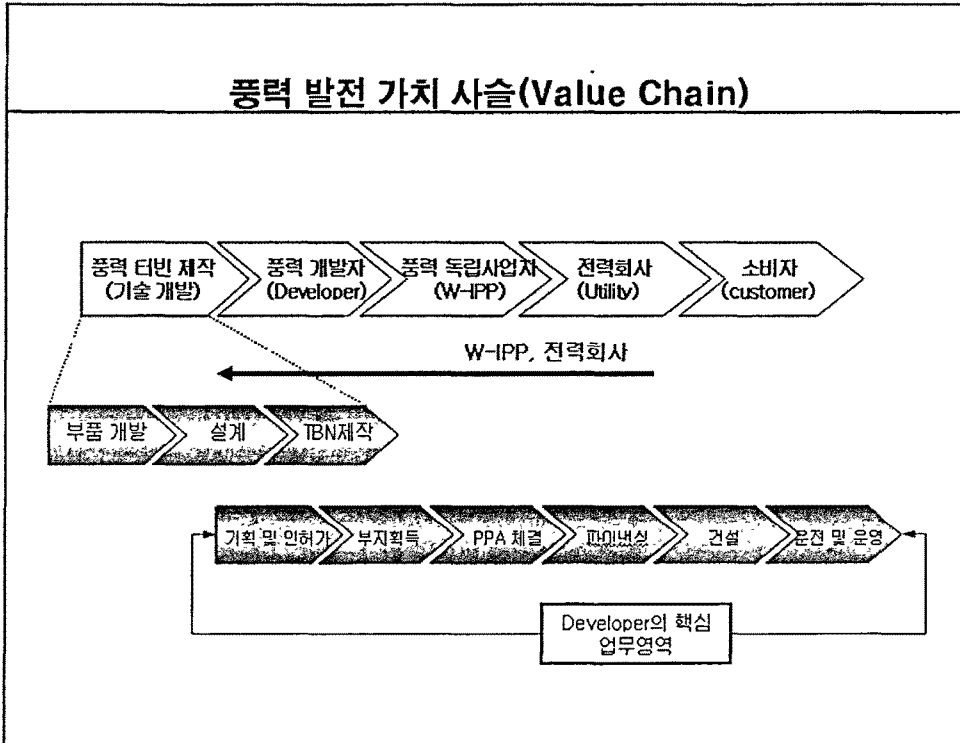 풍력 발전 가치 사슬(Value Chain)
풍력 터빈 제작
(기술 개발)
풍력 개발자
(Developer)
풍력 독립사업자
(W-IPP)
전력회사
(Utility)
소비자
(customer)
W-IPP, 전력회사
부품 개발
설계
TBN제작
기획 및 인허가
부지획득
PPA 체결
파이낸싱
건설
운전 및 운영
Developer의 핵심
업무영역